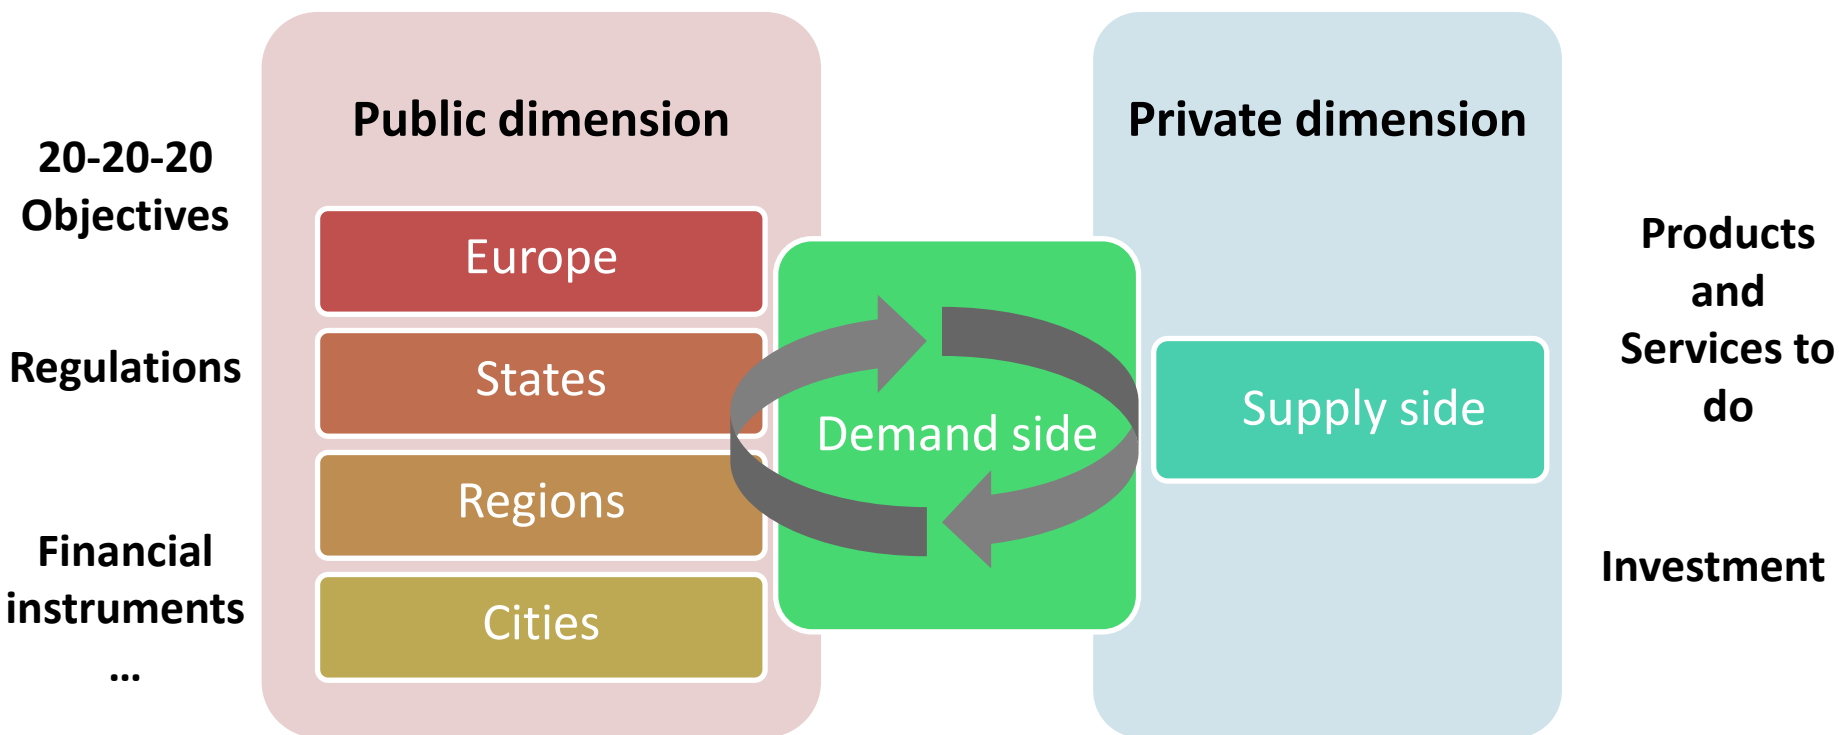 20-20-20
Objectives
Regulations
Financial
instruments
...
Public dimension
Europe
States
Regions
Cities
Demand side
Private dimension
Supply side
Products
and
Services to
do
Investment